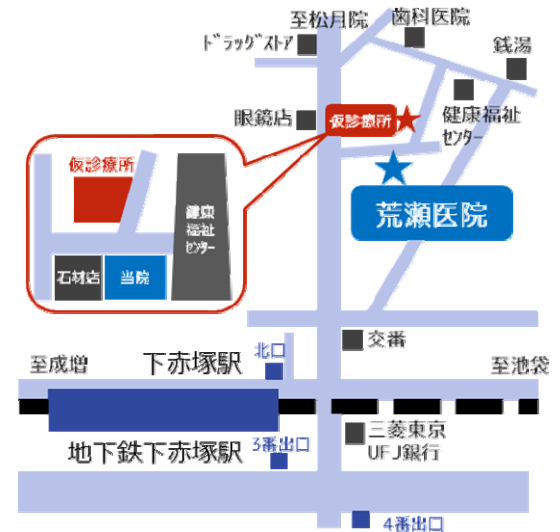 至松月院
歯科医院
ドラッグストア
銭湯
眼鏡店
仮診療所
健康福祉
センター
仮診療所
荒瀬医院
健康
福祉
センター
石材店
当院
交番
北口
至成増
下赤塚駅
至池袋
三菱東京
UFJ銀行
地下鉄下赤塚駅
3番出口
4番出口